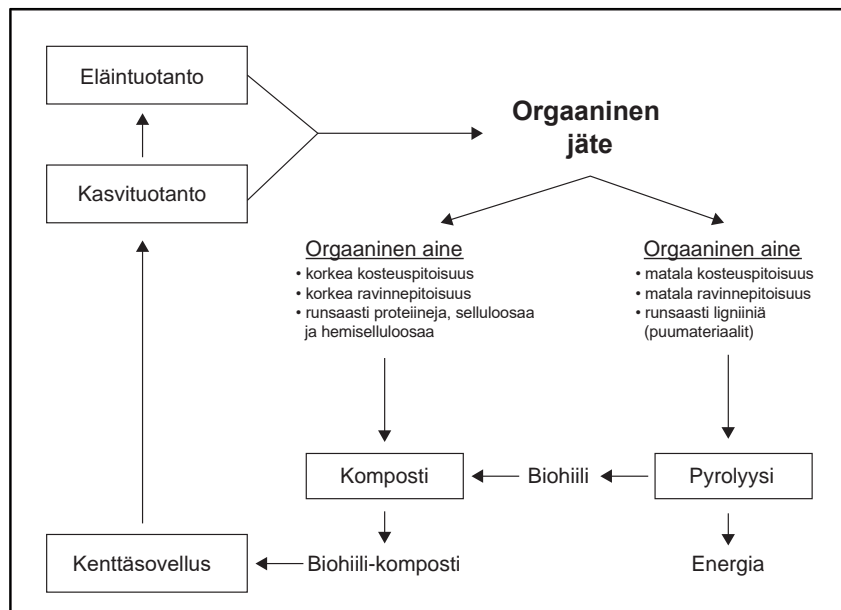 Eläintuotanto
Kasvituotanto
Orgaaninen
jäte
Orgaaninen aine
• korkea kosteuspitoisuus
• korkea ravinnepitoisuus
• runsaasti proteiineja, selluloosaa
ja hemiselluloosaa
Orgaaninen aine
• matala kosteuspitoisuus
• matala ravinnepitoisuus
• runsaasti ligniiniä
(puumateriaalit)
Komposti
Biohiili
Pyrolyysi
Kenttäsovellus
Biohiili-komposti
Energia